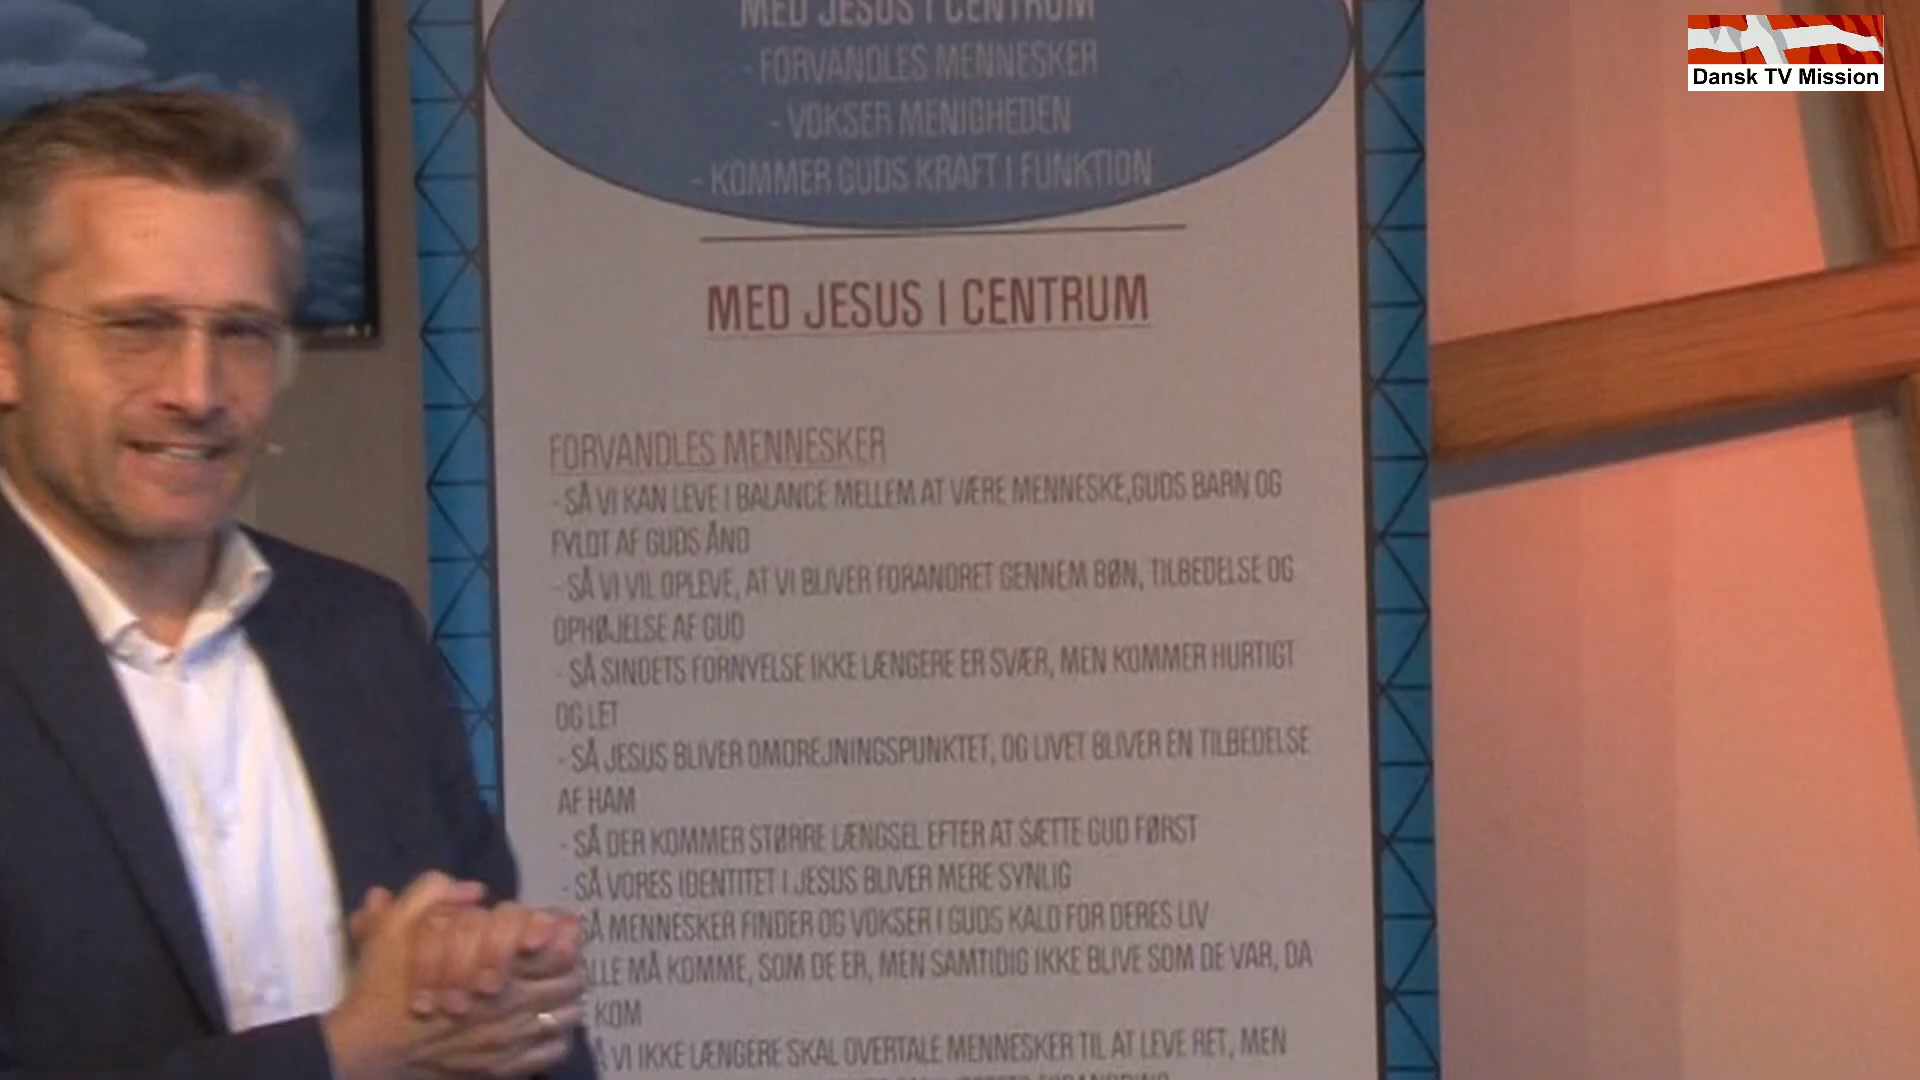 Dansk TV Mission
MED JESUS I CENTRUM
- FORVANDLES MENNESKER
- VOKSER MENIGHEDEN
- KOMMER GUDS KRAFT I FUNKTION
MED JESUS I CENTRUM
FORVANDLES MENNESKER
- SÅ VI KAN LEVE I BALANCE MELLEM AT VÆRE MENNESKE,GUDS BARN OG
FYLDT AF GUDS ÅND
- SÅ VI VIL OPLEVE, AT VI BLIVER FORANDRET GENNEM BØN, TILBEDELSE OG
OPHØJELSE AF GUD
- SÅ SINDETS FORNYELSE IKKE LÆNGERE ER SVÆR, MEN KOMMER HURTIGT
OG LET
- SÅ JESUS BLIVER OMDREJNINGSPUNKTET, OG LIVET BLIVER EN TILBEDELSE
AF HAM
- SÅ DER KOMMER STØRRE LÆNGSEL EFTER AT SÆTTE GUD FØRST
- SÅ VORES IDENTITET I JESUS BLIVER MERE SYNLIG
SÅ MENNESKER FINDER OG VOKSER I GUDS KALD FOR DERES LIV
MÅ KOMME, SOM DE ER, MEN SAMTIDIG IKKE BLIVE SOM DE VAR, DA
KOM
VI IKKE LÆNGERE SKAL OVERTALE MENNESKER TIL AT LEVE RET, MEN